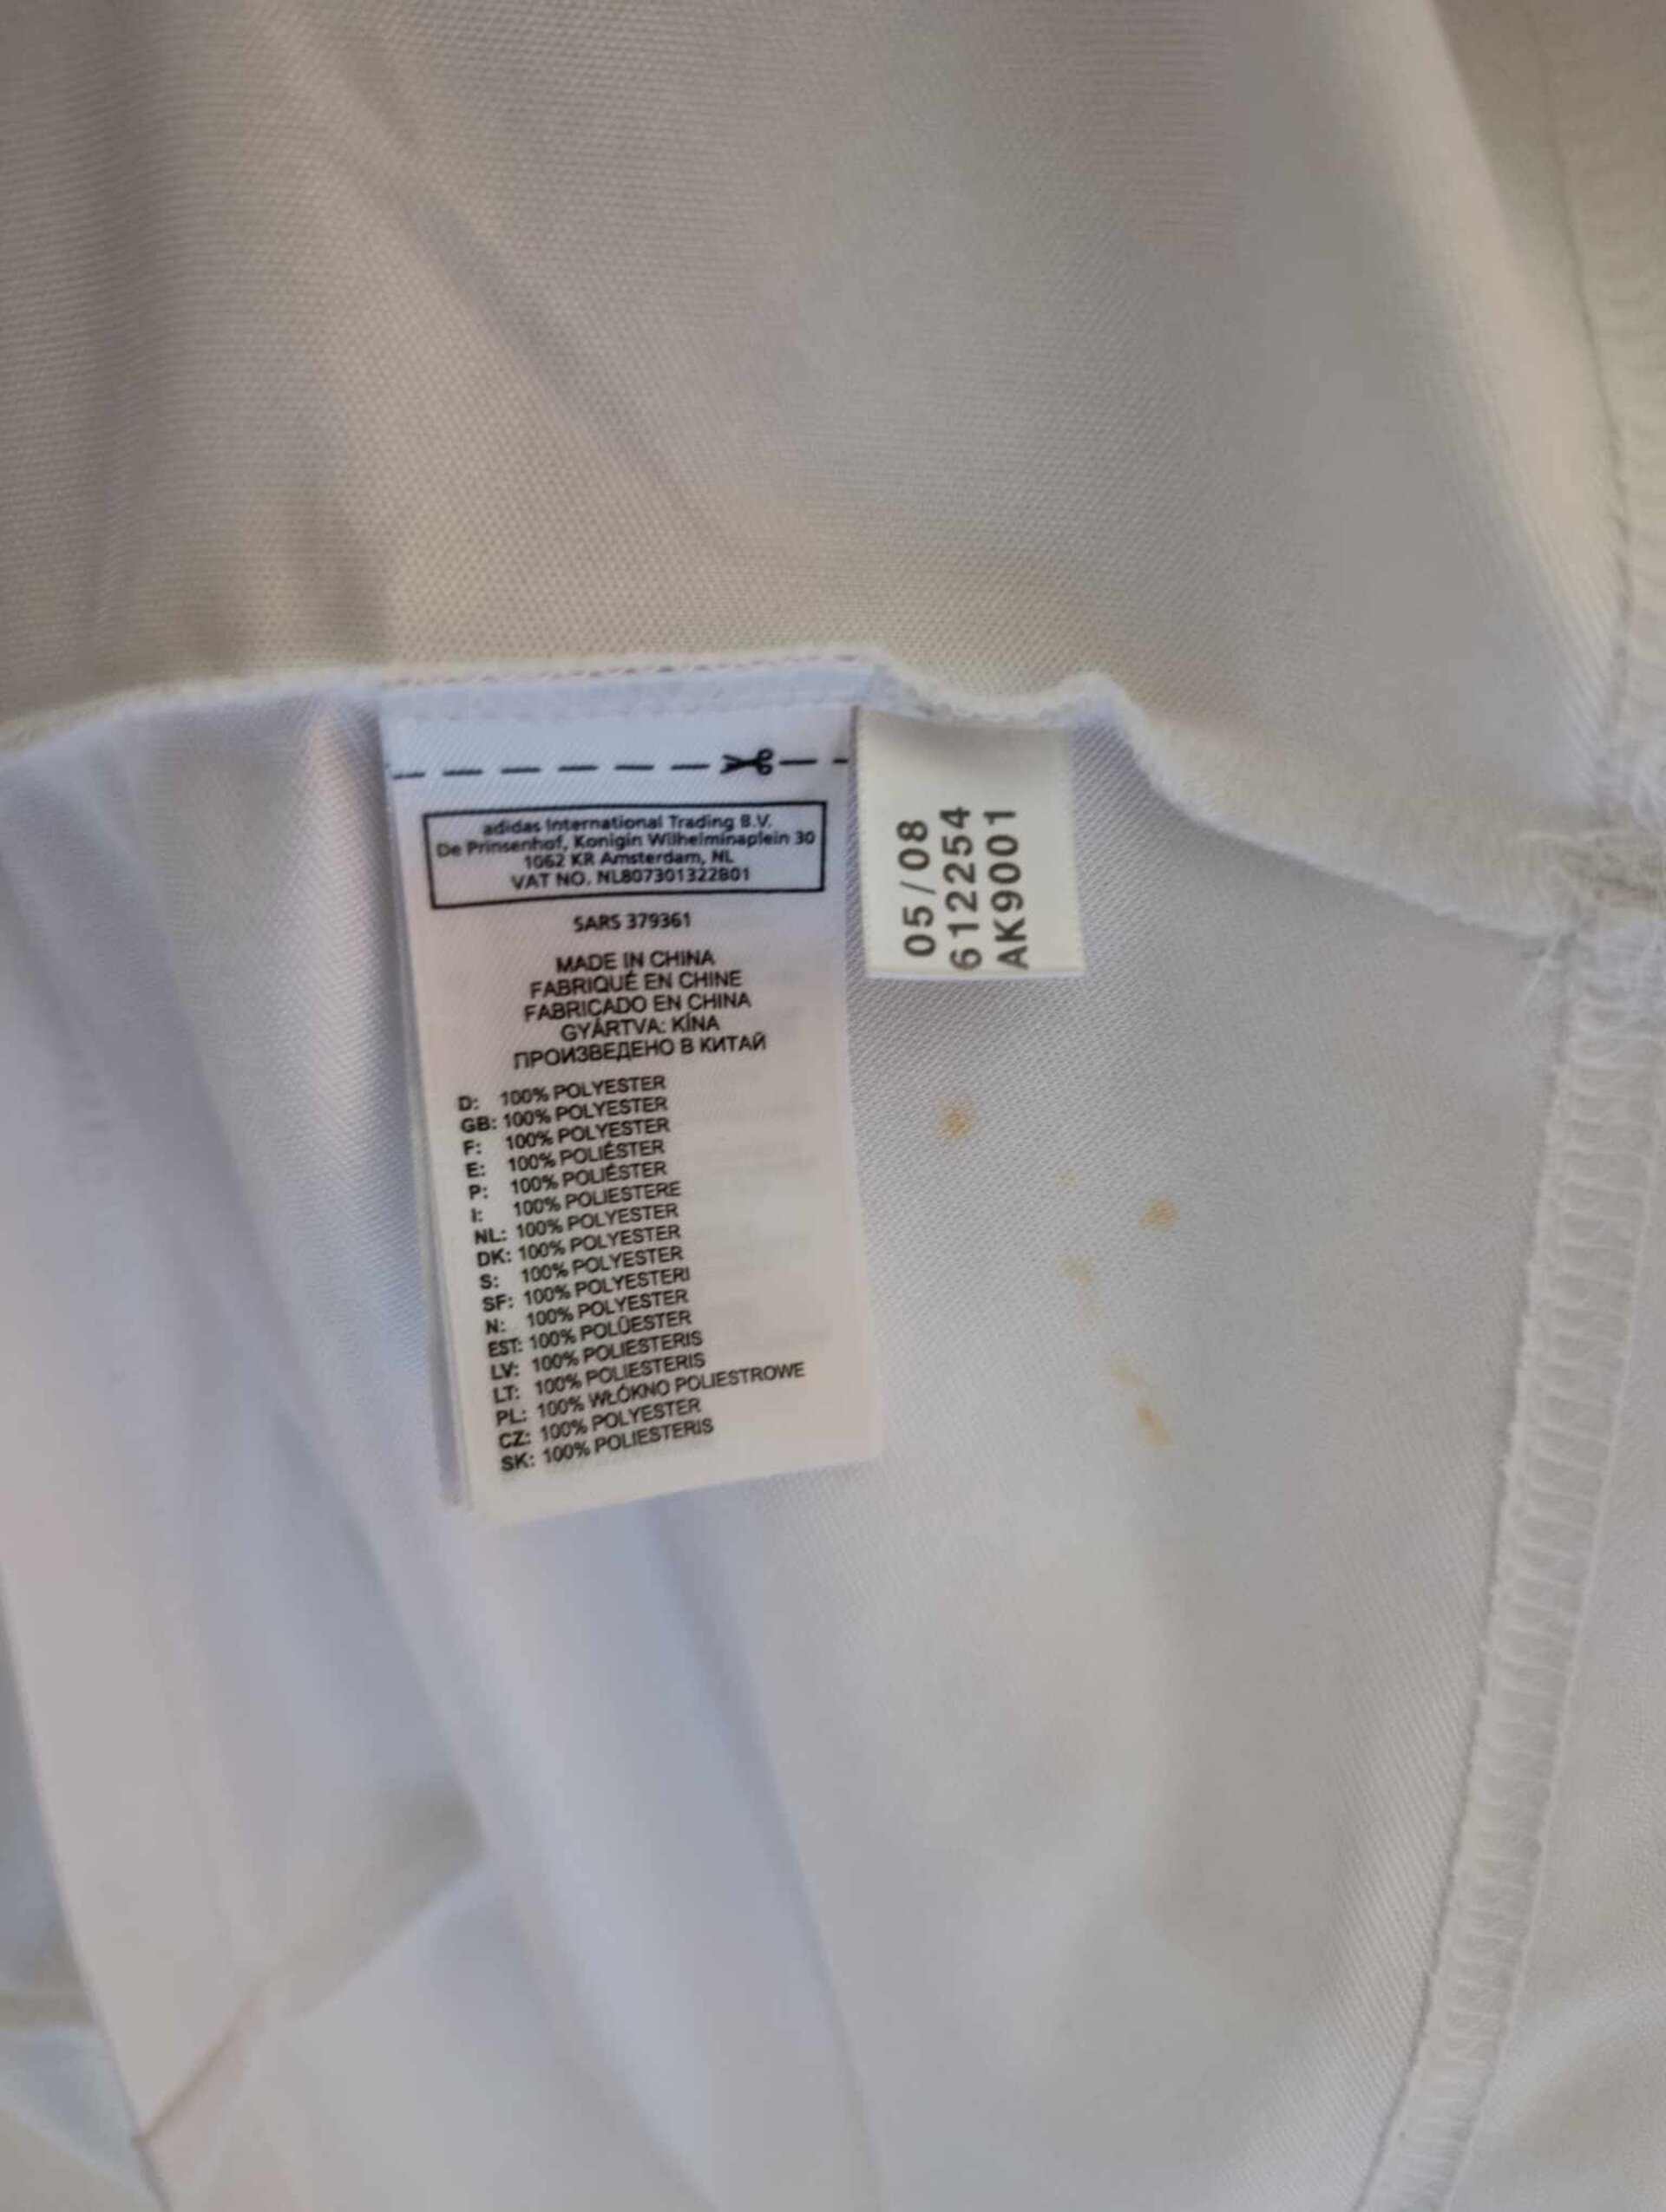 adidas International Trading B.V.
De Prinsenhof, Konigin Wilhelminaplein 30
1062 KR Amsterdam, NL
VAT NO. NL807301322B01
SARS 379361
MADE IN CHINA
FABRIQUÉ EN CHINE
FABRICADO EN CHINA
GYÁRTVA: KÍNA
ПРОИЗВЕДЕНО В КИТАЙ
D: 100% POLYESTER
GB: 100% POLYESTER
F: 100% POLYESTER
E: 100% POLIÉSTER
P: 100% POLIÉSTER
I: 100% POLIESTERE
NL: 100% POLYESTER
DK: 100% POLYESTER
S: 100% POLYESTER
SF: 100% POLYESTERI
N: 100% POLYESTER
EST: 100% POLÜESTER
LV: 100% POLIESTERIS
LT: 100% POLIESTERIS
PL: 100% WŁÓKNO POLIESTROWE
CZ: 100% POLYESTER
SK: 100% POLIESTERIS
05/08
612254
AK9001